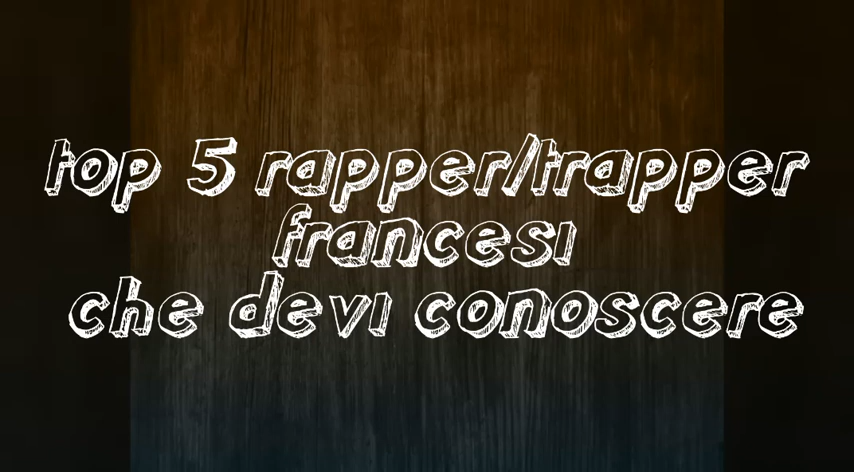 top 5 rapper/trapper
francesi
che devi conoscere